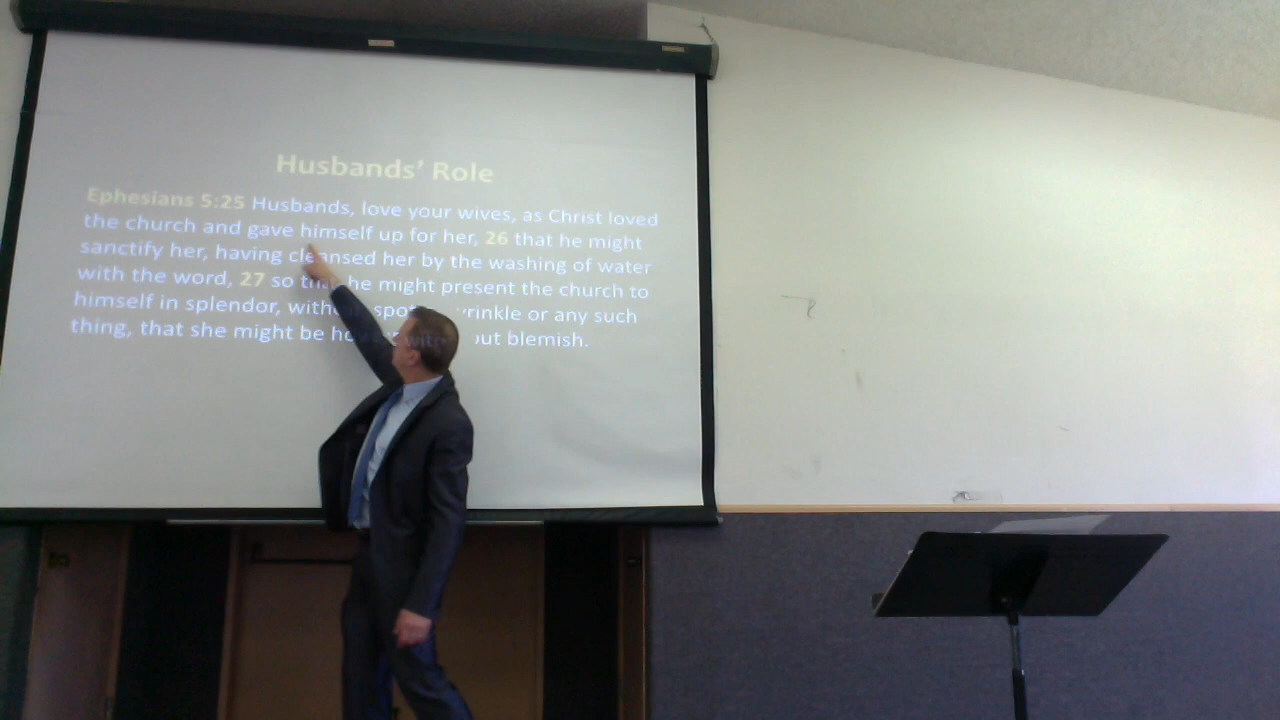 Husbands' Role
Ephesians 5:25 Husbands, love your wives, as Christ loved
the church and gave himself up for her, 26 that he might
sanctify her, having cleansed her by the washing of water
with the word, 27 so that he might present the church to
himself in splendor, without spot wrinkle or any such
thing, that she might be without blemish.